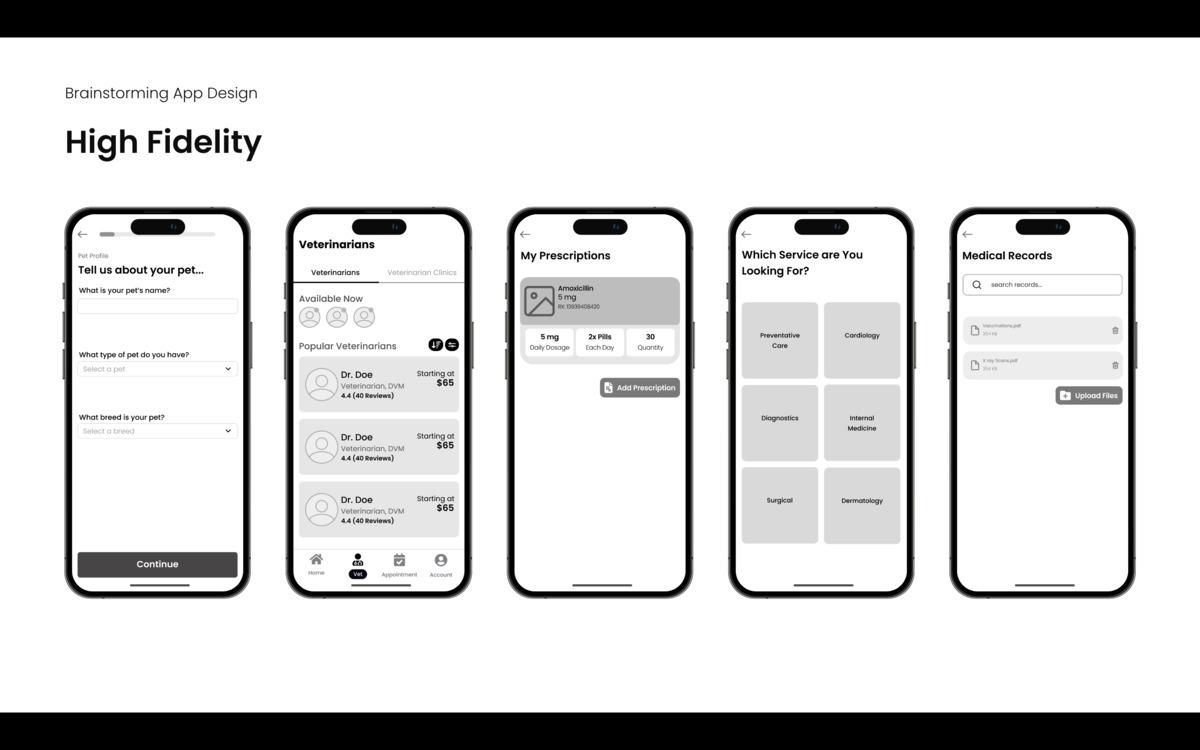 Brainstorming App Design
High Fidelity
Pet Profile
Tell us about your pet...
What is your pet's name?
What type of pet do you have?
Select a pet
What breed is your pet?
Select a breed
Continue
Veterinarians
Veterinarians
Veterinarian Clinics
Available Now
Popular Veterinarians
Dr. Doe
Veterinarian, DVM
4.4 (40 Reviews)
Starting at
$65
Dr. Doe
Veterinarian, DVM
4.4 (40 Reviews)
Starting at
$65
Dr. Doe
Veterinarian, DVM
4.4 (40 Reviews)
Starting at
$65
Home
Vet
Appointment
Account
My Prescriptions
Amoxicillin
5 mg
RX: 13939408420
5 mg
Daily Dosage
2x Pills
Each Day
30
Quantity
Add Prescription
Which Service are You
Looking For?
Preventative
Care
Cardiology
Diagnostics
Internal
Medicine
Surgical
Dermatology
Medical Records
search records..
Vaccinations.pdf
354 KB
X ray Scans.pdf
354 KB
Upload Files